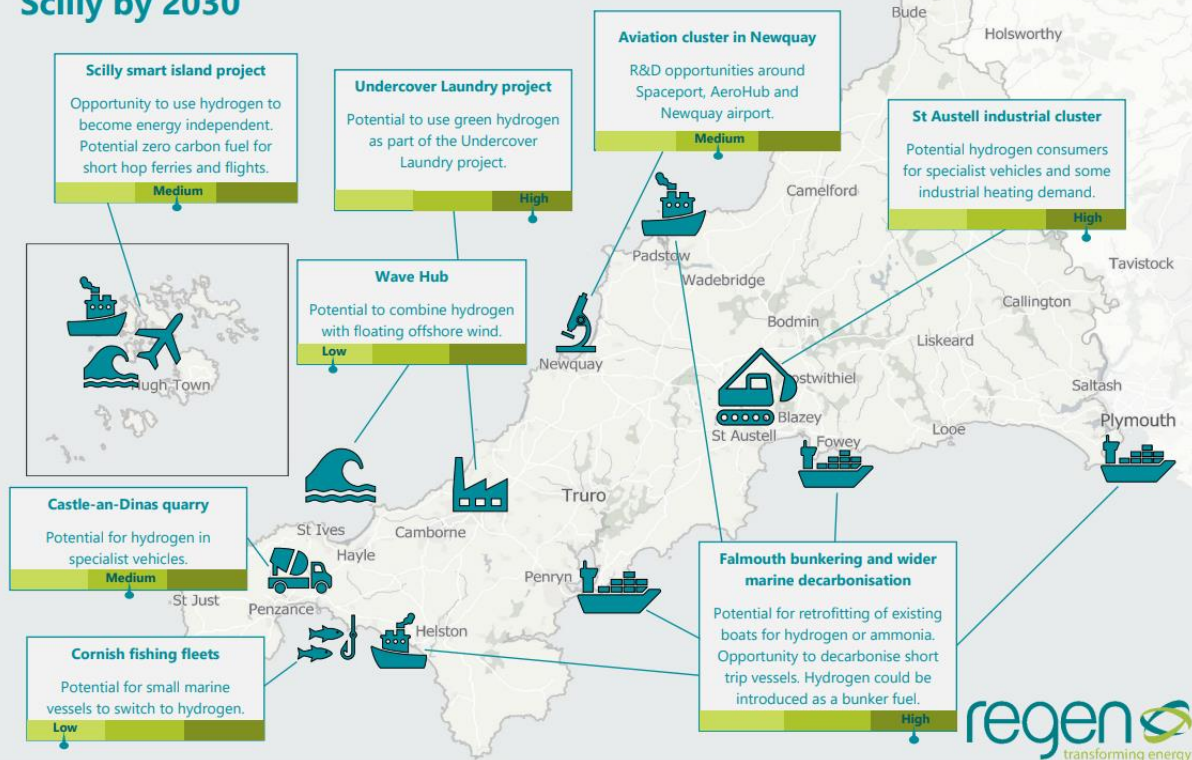 Scilly by 2030
Scilly smart island project
Opportunity to use hydrogen to
become energy independent.
Potential zero carbon fuel for
short hop ferries and flights.
Medium
Undercover Laundry project
Potential to use green hydrogen
as part of the Undercover
Laundry project.
High
Aviation cluster in Newquay
R&D opportunities around
Spaceport, AeroHub and
Newquay airport.
Medium
St Austell industrial cluster
Potential hydrogen consumers
for specialist vehicles and some
industrial heating demand.
High
Wave Hub
Potential to combine hydrogen
with floating offshore wind.
Low
Castle-an-Dinas quarry
Potential for hydrogen in
specialist vehicles.
Medium
Cornish fishing fleets
Potential for small marine
vessels to switch to hydrogen.
Low
Falmouth bunkering and wider
marine decarbonisation
Potential for retrofitting of existing
boats for hydrogen or ammonia.
Opportunity to decarbonise short
trip vessels. Hydrogen could be
introduced as a bunker fuel.
High
Bude
Holsworthy
Camelford
Padstow
Wadebridge
Tavistock
Callington
Bodmin
Liskeard
Newquay
ostwithiel
Saltash
Blazey
Plymouth
St Austell
Fowey
Looe
Hugh Town
Truro
St Ives
Camborne
Hayle
Penryn
St Just
Penzance
Helston
regen
transforming energy